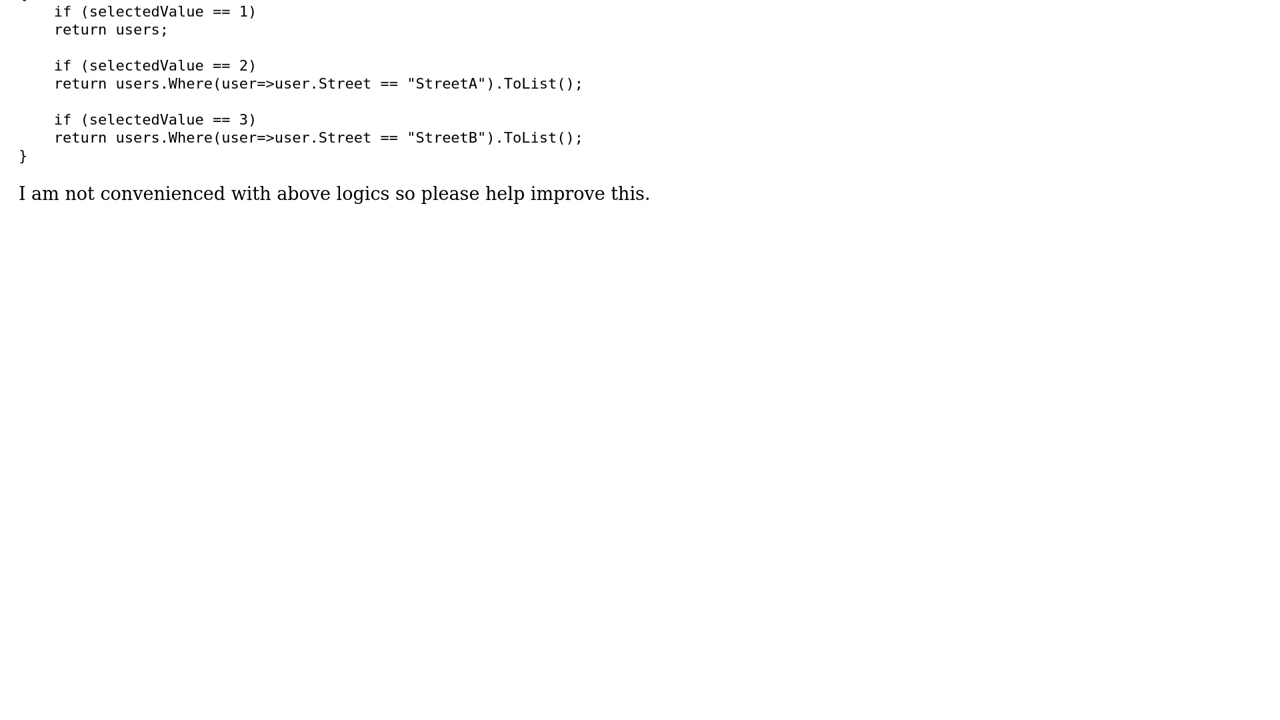 if (selectedValue == 1)
return users;
if (selectedValue == 2)
return users.Where(user=>user.Street == "StreetA").ToList();
if (selectedValue == 3)
return users.Where(user=>user.Street == "StreetB").ToList();
}
I am not convenienced with above logics so please help improve this.